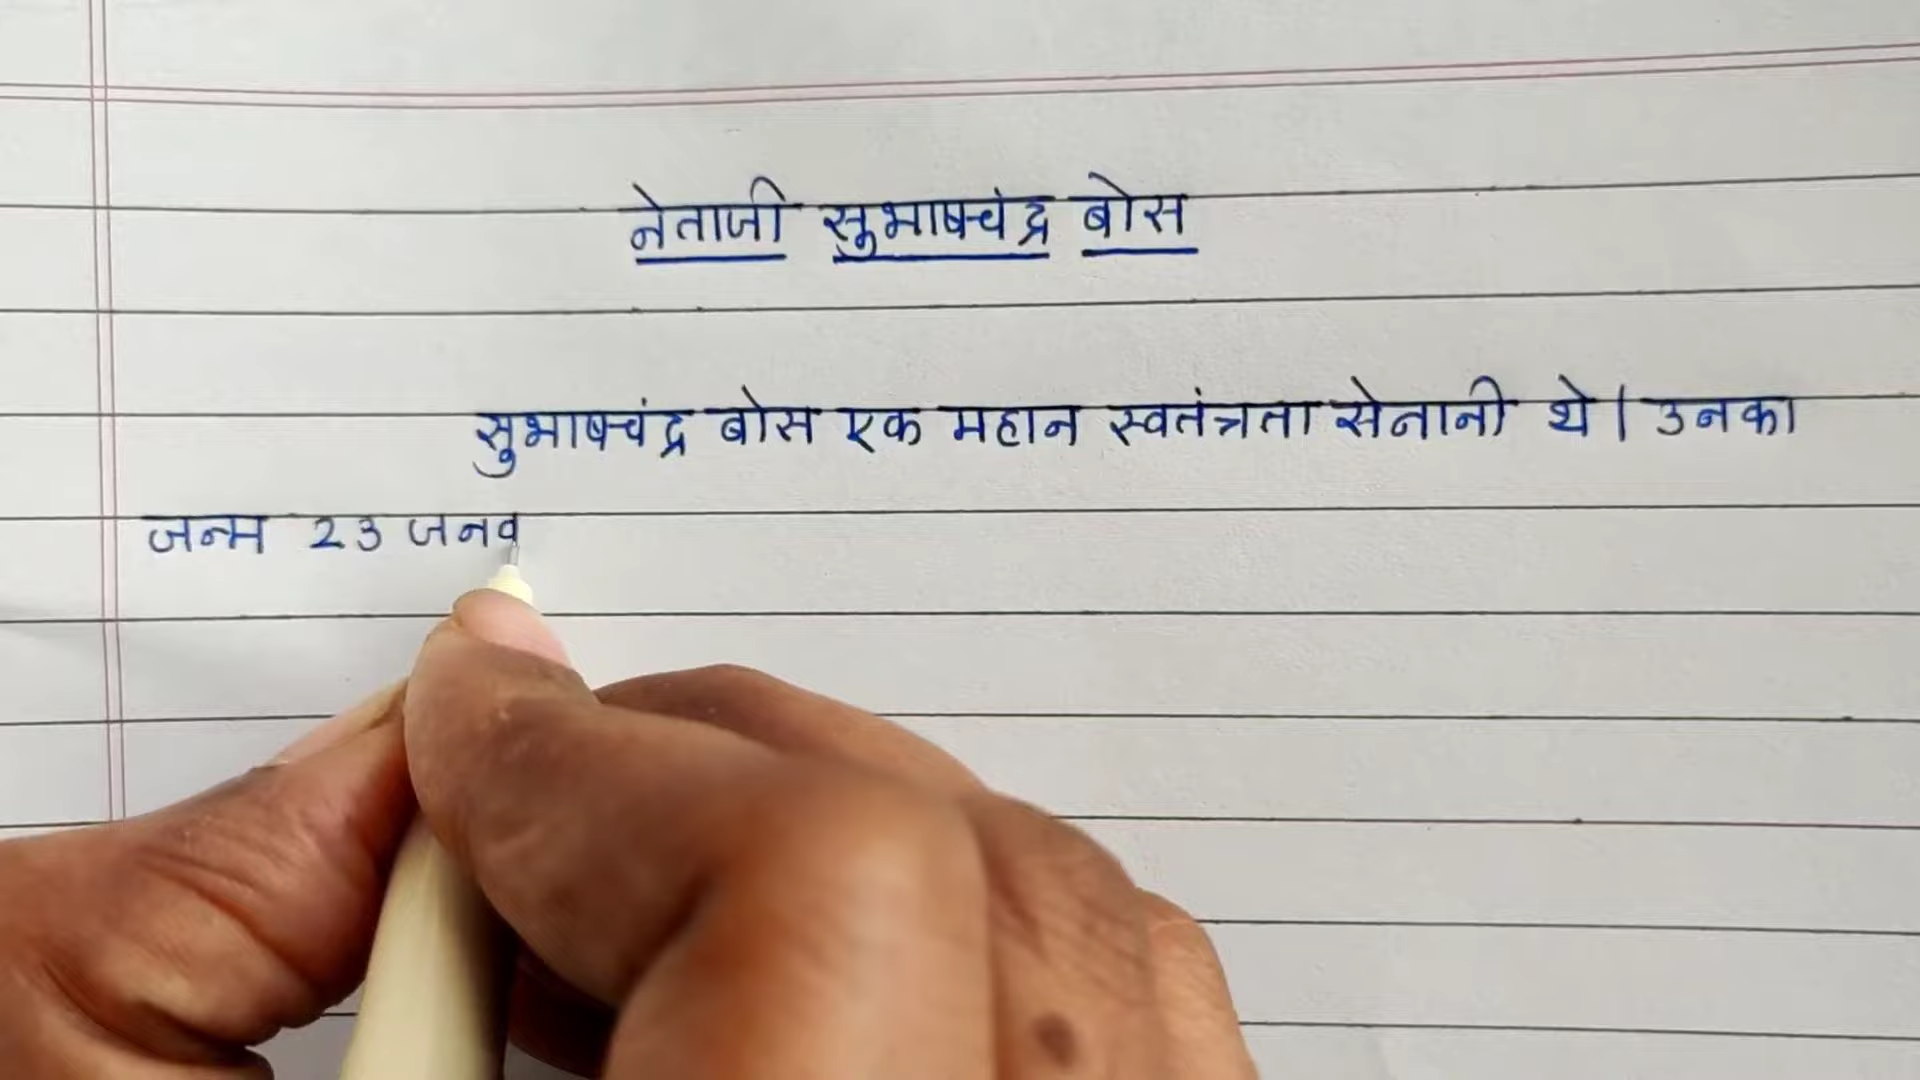 नेताजी सुभाषचंद्र बोस
सुभाषचंद्र बोस एक महान स्वतंत्रता सेनानी थे। उनका
जन्म 23 जनव